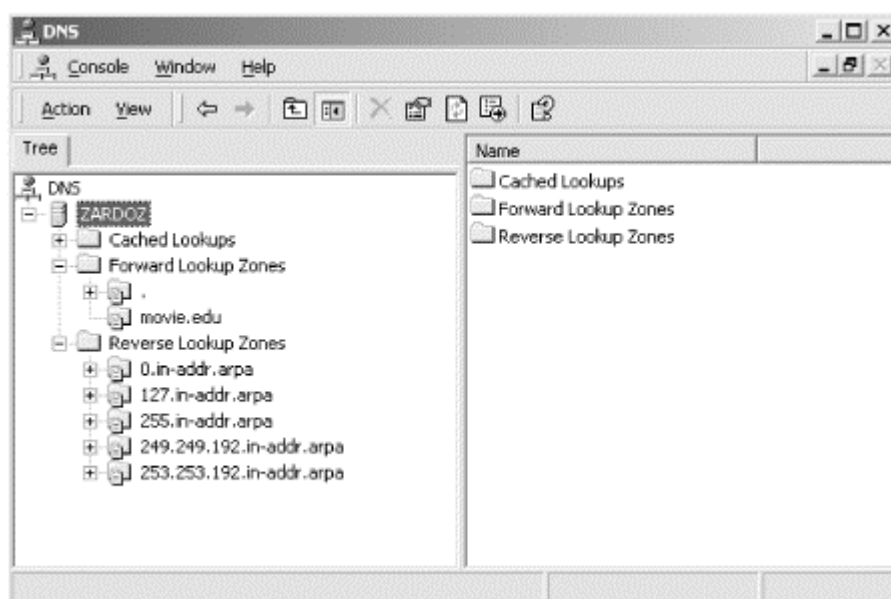 DNS
Console Window Help
Action View
Tree
Name
DNS
ZARDOZ
Cached Lookups
Forward Lookup Zones
.
movie.edu
Reverse Lookup Zones
0.in-addr.arpa
127.in-addr.arpa
255.in-addr.arpa
249.249.192.in-addr.arpa
253.253.192.in-addr.arpa
Cached Lookups
Forward Lookup Zones
Reverse Lookup Zones